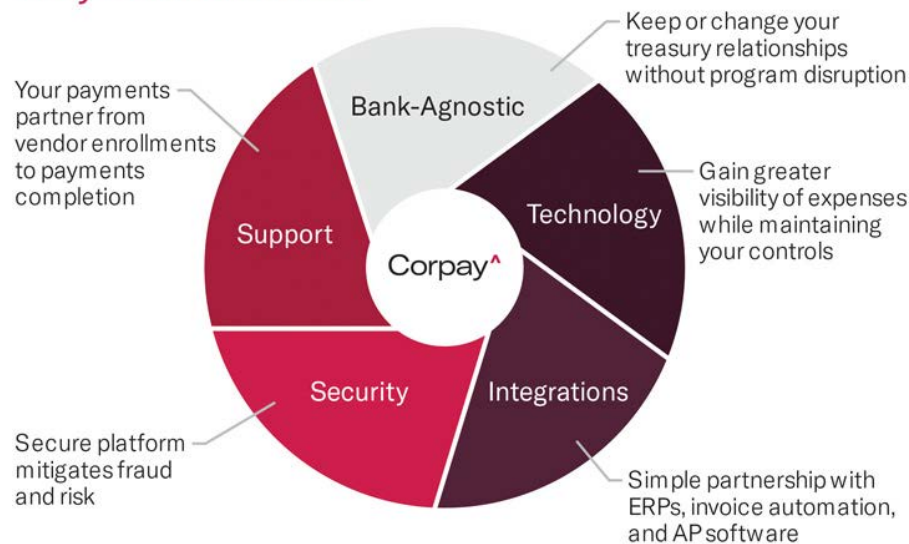 Keep or change your
treasury relationships
without program disruption
Bank-Agnostic
Your payments
partner from
vendor enrollments
to payments
completion
Support
Technology
Gain greater
visibility of expenses
while maintaining
your controls
Corpay^
Security
Integrations
Secure platform
mitigates fraud
and risk
Simple partnership with
ERPs, invoice automation,
and AP software